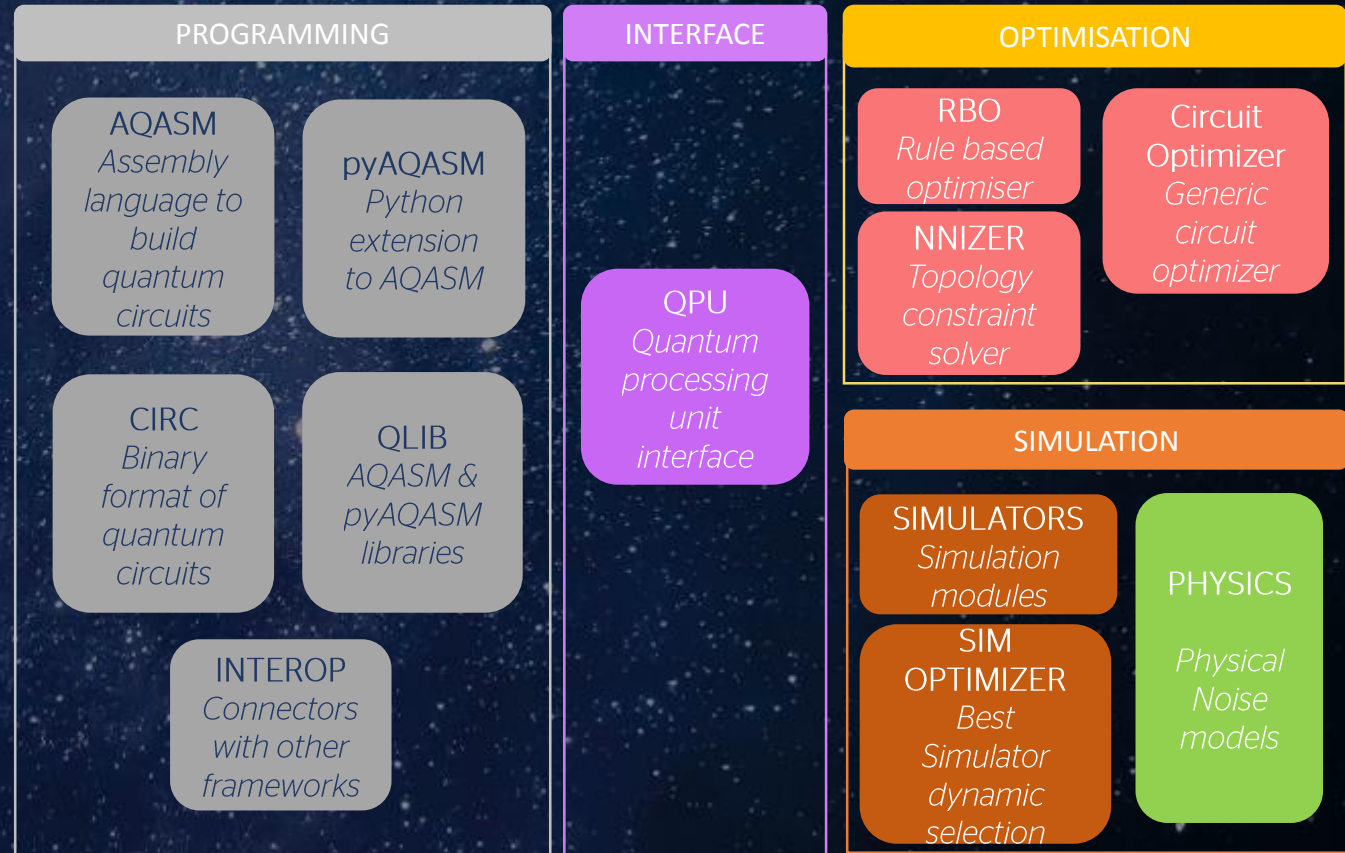 PROGRAMMING
AQASM
Assembly
language to
build
quantum
circuits
pyAQASM
Python
extension
to AQASM
CIRC
Binary
format of
quantum
circuits
QLIB
AQASM &
pyAQASM
libraries
INTEROP
Connectors
with other
frameworks
INTERFACE
QPU
Quantum
processing
unit
interface
OPTIMISATION
RBO
Rule based
optimiser
NNIZER
Topology
constraint
solver
Circuit
Optimizer
Generic
circuit
optimizer
SIMULATION
SIMULATORS
Simulation
modules
SIM
OPTIMIZER
Best
Simulator
dynamic
selection
PHYSICS
Physical
Noise
models